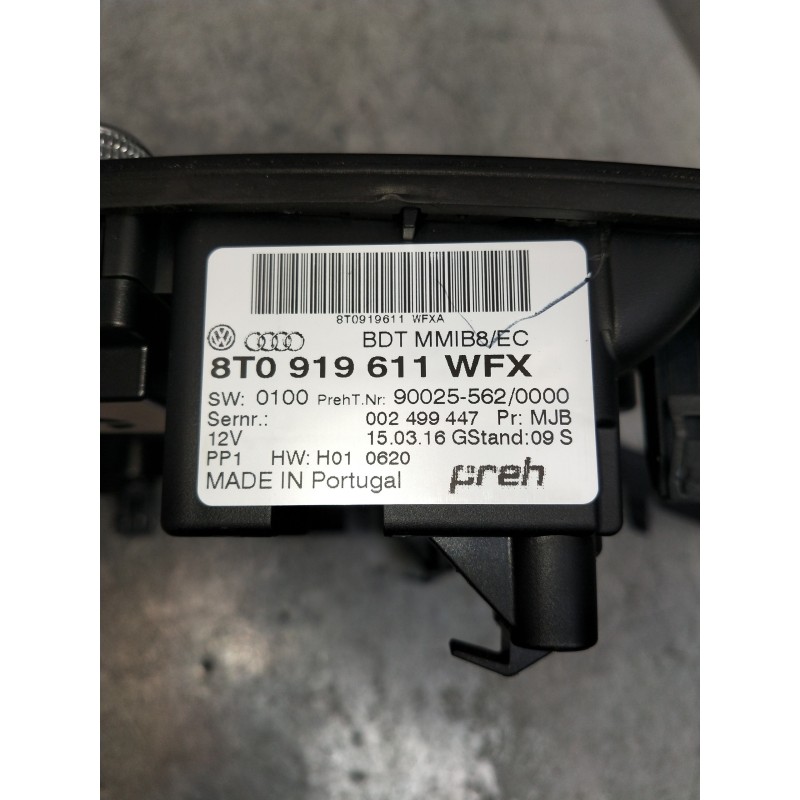 8T0919611 WFXA
BDT MMIB8/EC
8T0 919 611 WFX
SW: 0100 PrehT.Nr: 90025-562/0000
Sernr.: 002 499 447 Pr: MJB
12V 15.03.16 GStand: 09 S
PP1 HW: H01 0620
MADE IN Portugal preh